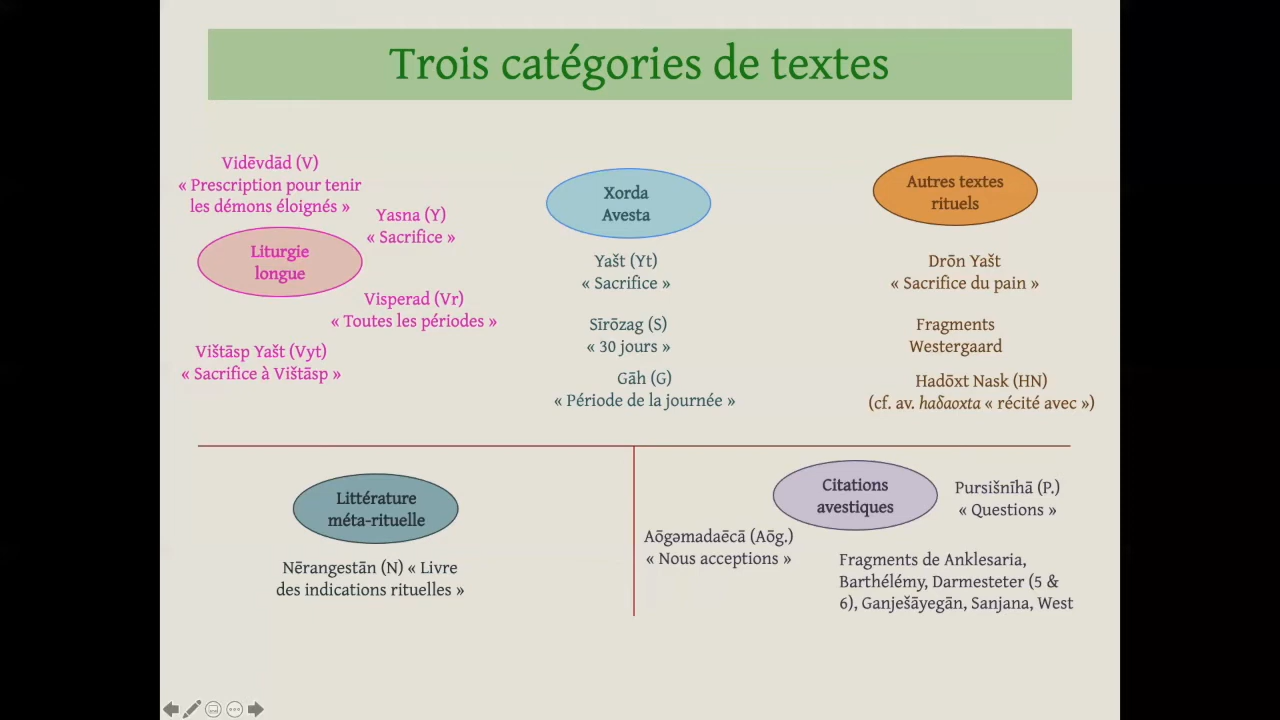 Trois catégories de textes
Vidēvdād (V)
« Prescription pour tenir
les démons éloignés »
Yasna (Y)
« Sacrifice »
Liturgie
longue
Visperad (Vr)
« Toutes les périodes »
Vištāsp Yašt (Vyt)
« Sacrifice à Vištāsp »
Xorda
Avesta
Yašt (Yt)
« Sacrifice »
Sīrōzag (S)
« 30 jours »
Gāh (G)
« Période de la journée »
Autres textes
rituels
Drōn Yašt
« Sacrifice du pain »
Fragments
Westergaard
Hadōxt Nask (HN)
(cf. av. haδaoxta « récité avec »)
Littérature
méta-rituelle
Nērangestān (N) « Livre
des indications rituelles »
Citations
avestiques
Pursišnīhā (P.)
« Questions »
Aōgəmadaēcā (Aōg.)
« Nous acceptions »
Fragments de Anklesaria,
Barthélémy, Darmesteter (5 &
6), Ganješāyegān, Sanjana, West